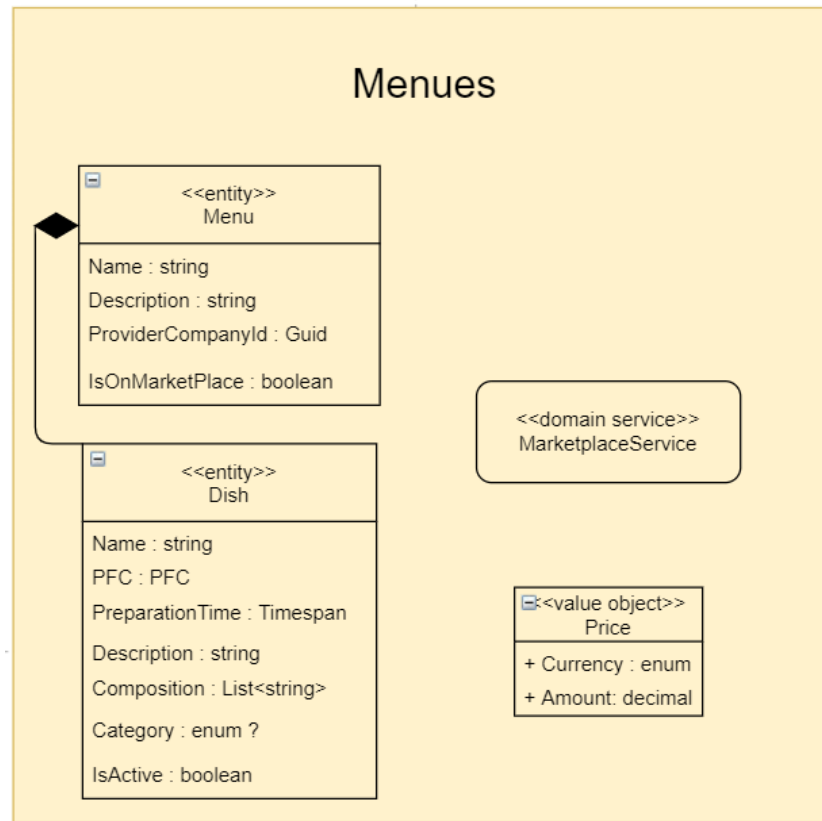 Menues
<<entity>>
Menu
Name : string
Description : string
ProviderCompanyId : Guid
IsOnMarketPlace : boolean
<<entity>>
Dish
Name : string
PFC : PFC
PreparationTime : Timespan
Description : string
Composition : List<string>
Category : enum ?
IsActive : boolean
<<domain service>>
MarketplaceService
<<value object>>
Price
+ Currency : enum
+ Amount: decimal